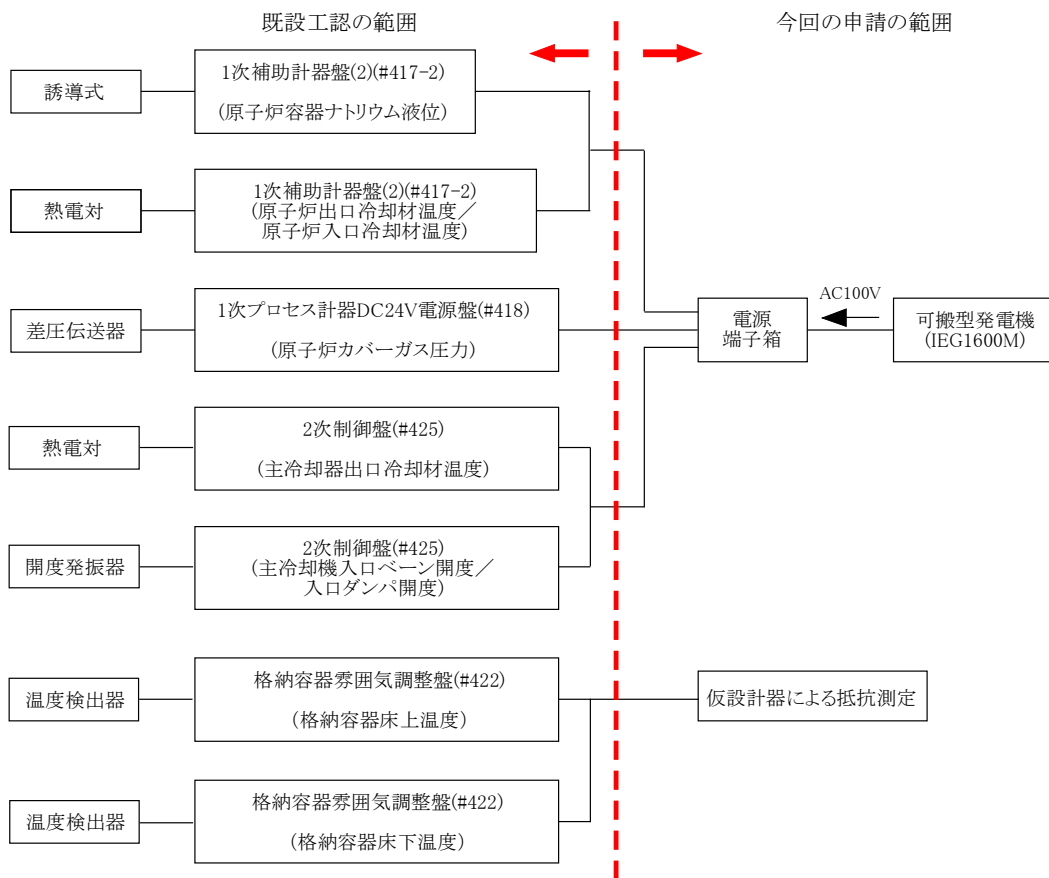 既設工認の範囲
今回の申請の範囲
誘導式
1次補助計器盤(2)(#417-2)
(原子炉容器ナトリウム液位)
熱電対
1次補助計器盤(2)(#417-2)
(原子炉出口冷却材温度／
原子炉入口冷却材温度)
差圧伝送器
1次プロセス計器DC24V電源盤(#418)
(原子炉カバーガス圧力)
電源
端子箱
AC100V
可搬型発電機
(IEG1600M)
熱電対
2次制御盤(#425)
(主冷却器出口冷却材温度)
開度発振器
2次制御盤(#425)
(主冷却機入口ベーン開度／
入口ダンパ開度)
温度検出器
格納容器雰囲気調整盤(#422)
(格納容器床上温度)
仮設計器による抵抗測定
温度検出器
格納容器雰囲気調整盤(#422)
(格納容器床下温度)